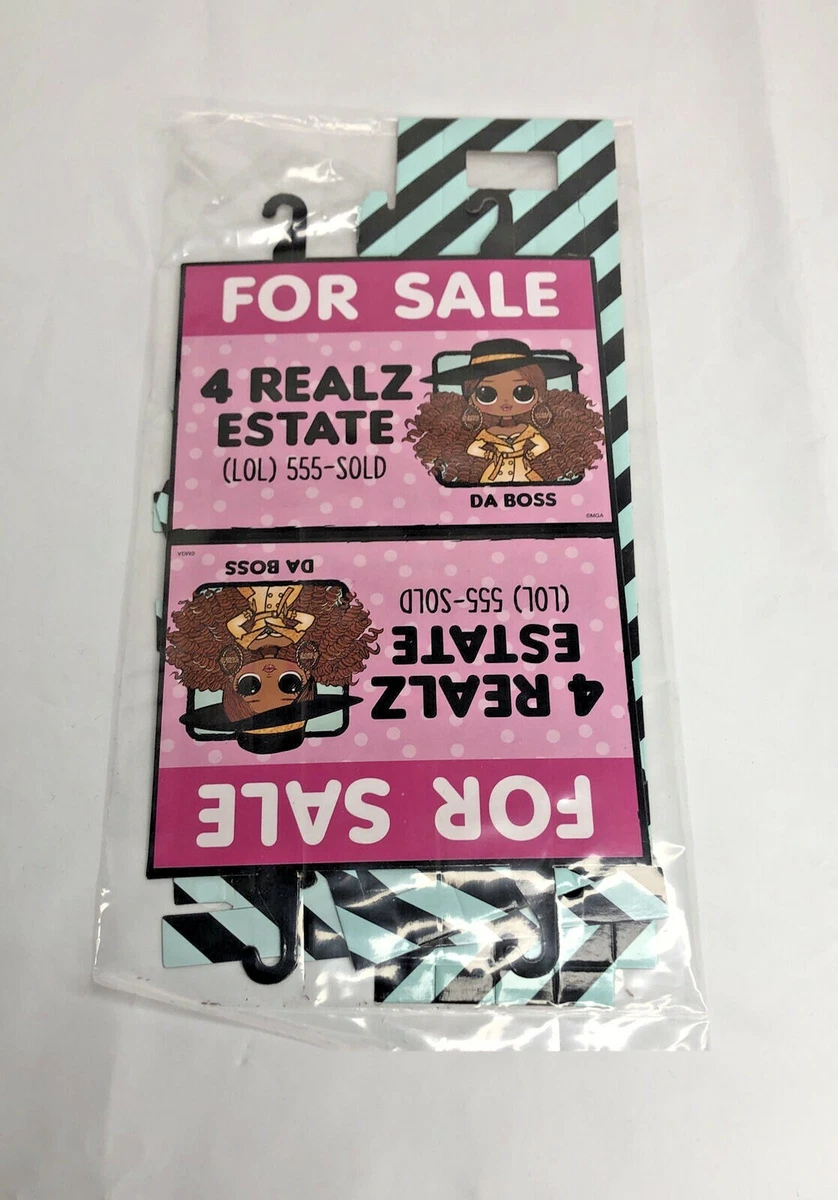 FOR SALE
4 REALZ
ESTATE
(LOL) 555-SOLD
DA BOSS
©MGA
FOR SALE
4 REALZ
ESTATE
(LOL) 555-SOLD
DA BOSS
©MGA